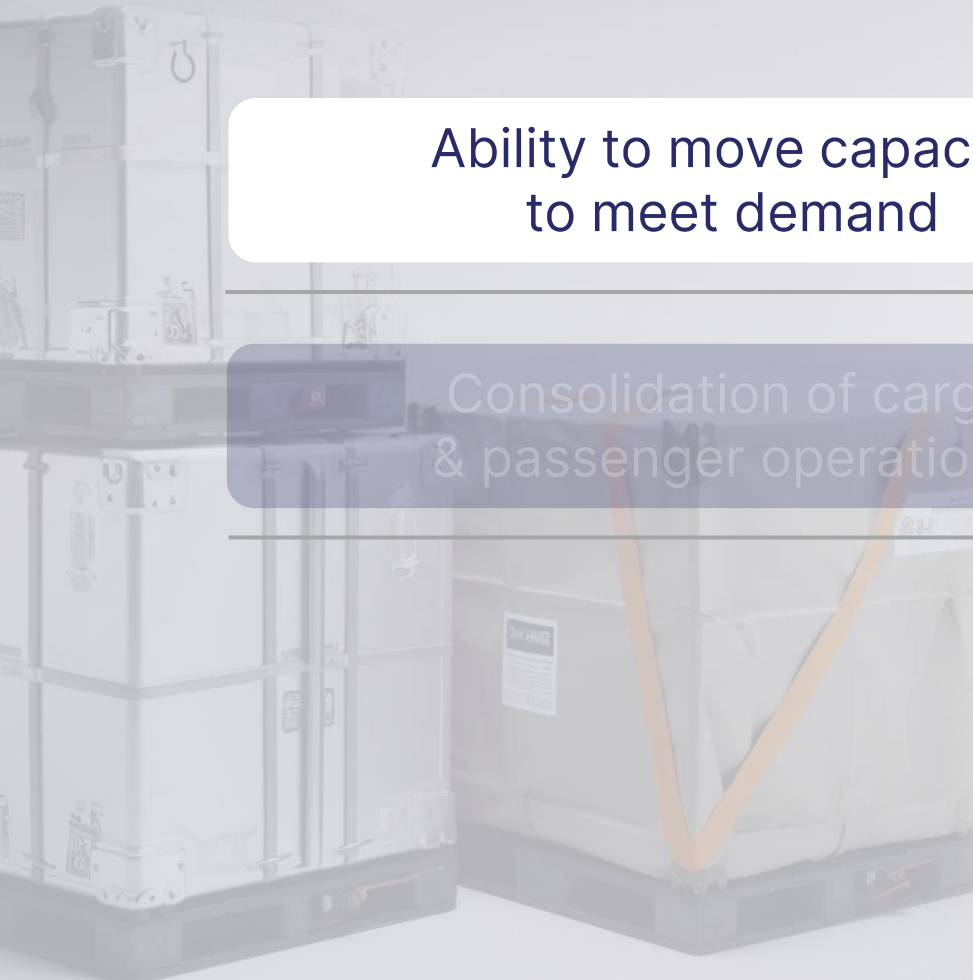 Ability to move capac
to meet demand
Consolidation of carg
& passenger operatio